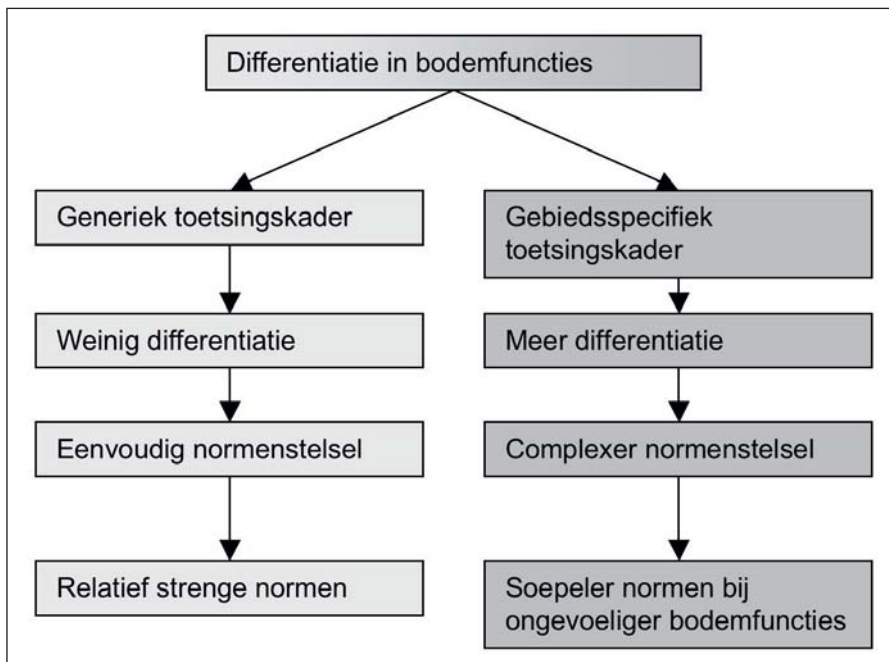 Differentiatie in bodemfuncties
Generiek toetsingskader
Gebiedsspecifiek
toetsingskader
Weinig differentiatie
Meer differentiatie
Eenvoudig normenstelsel
Complexer normenstelsel
Relatief strenge normen
Soepeler normen bij
ongevoeliger bodemfuncties